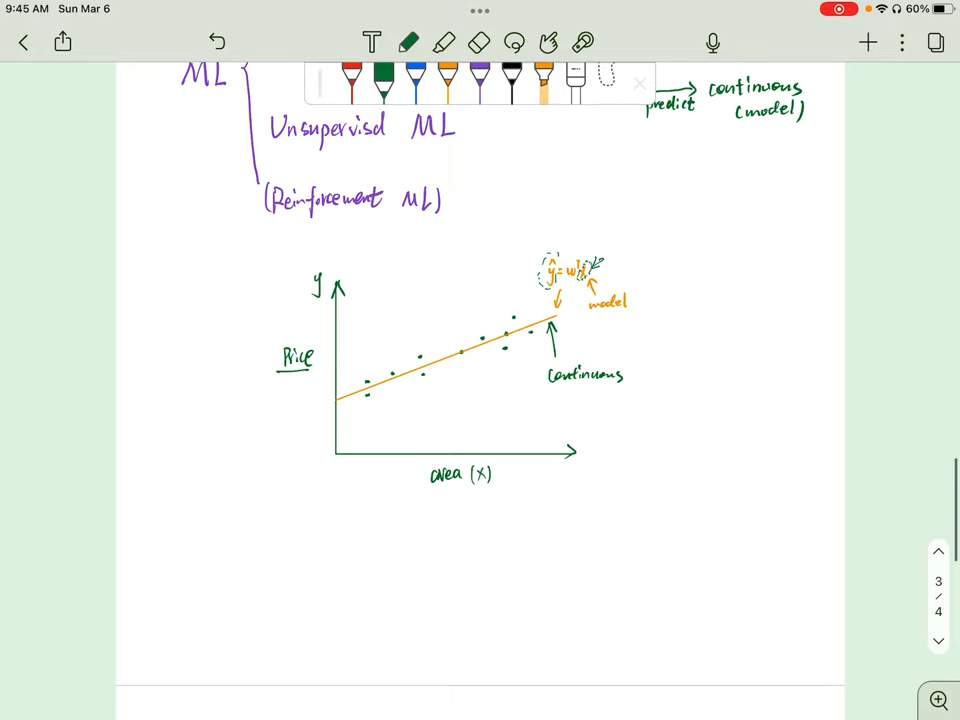 9:45 AM Sun Mar 6
60%
ML
predict
continuous
(model)
Unsupervisd ML
(Reinforcement ML)
ŷ = wᵀx
model
y
Price
continuous
area (x)
3
/
4